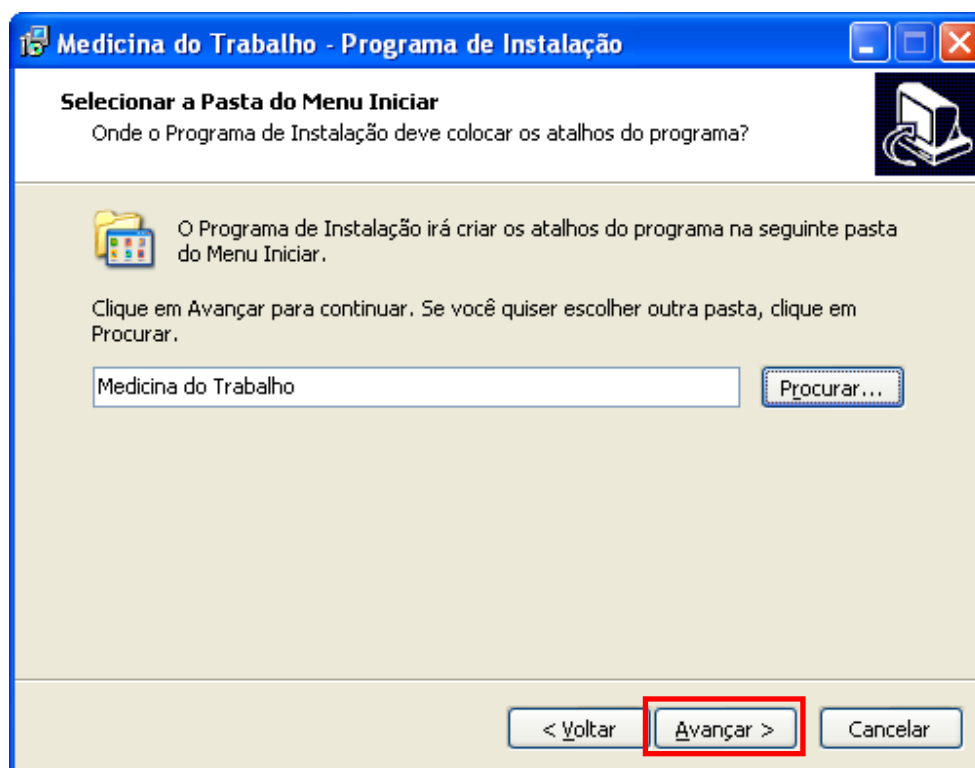 Medicina do Trabalho - Programa de Instalação
Selecionar a Pasta do Menu Iniciar
Onde o Programa de Instalação deve colocar os atalhos do programa?
O Programa de Instalação irá criar os atalhos do programa na seguinte pasta
do Menu Iniciar.
Clique em Avançar para continuar. Se você quiser escolher outra pasta, clique em
Procurar.
Medicina do Trabalho
Procurar...
< Voltar
Avançar >
Cancelar